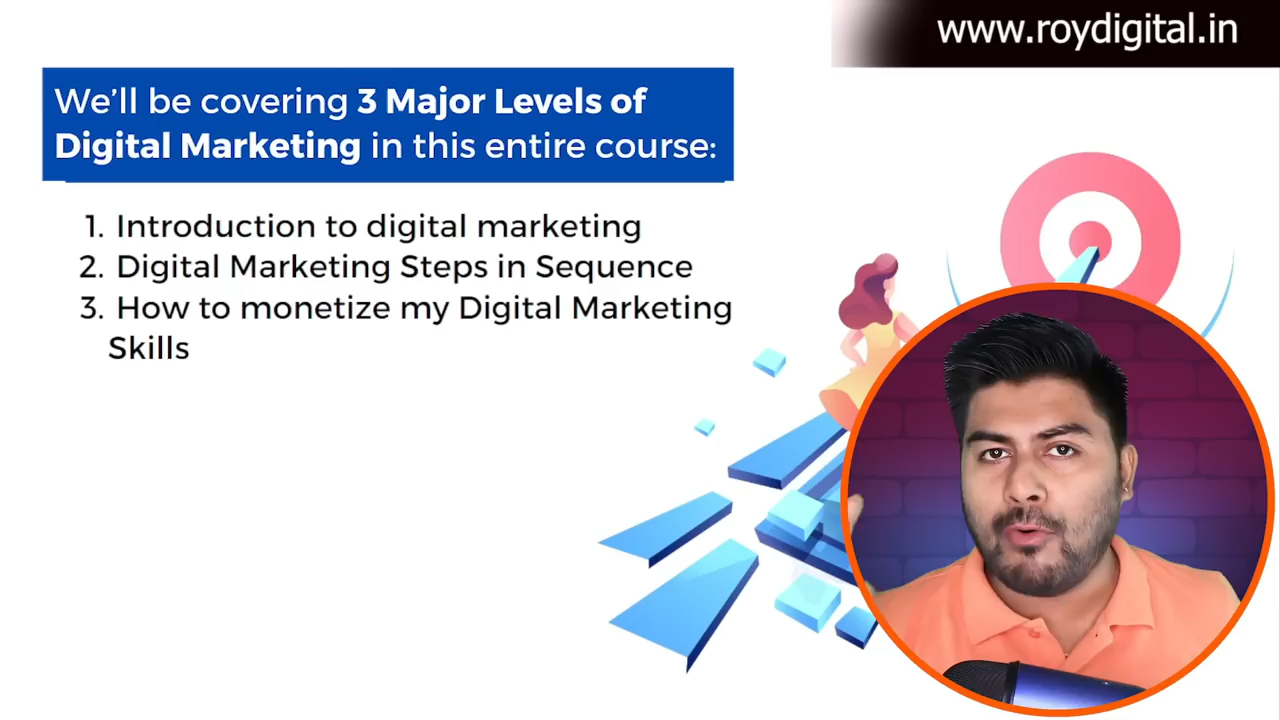 www.roydigital.in
We’ll be covering 3 Major Levels of
Digital Marketing in this entire course:
1. Introduction to digital marketing
2. Digital Marketing Steps in Sequence
3. How to monetize my Digital Marketing
Skills